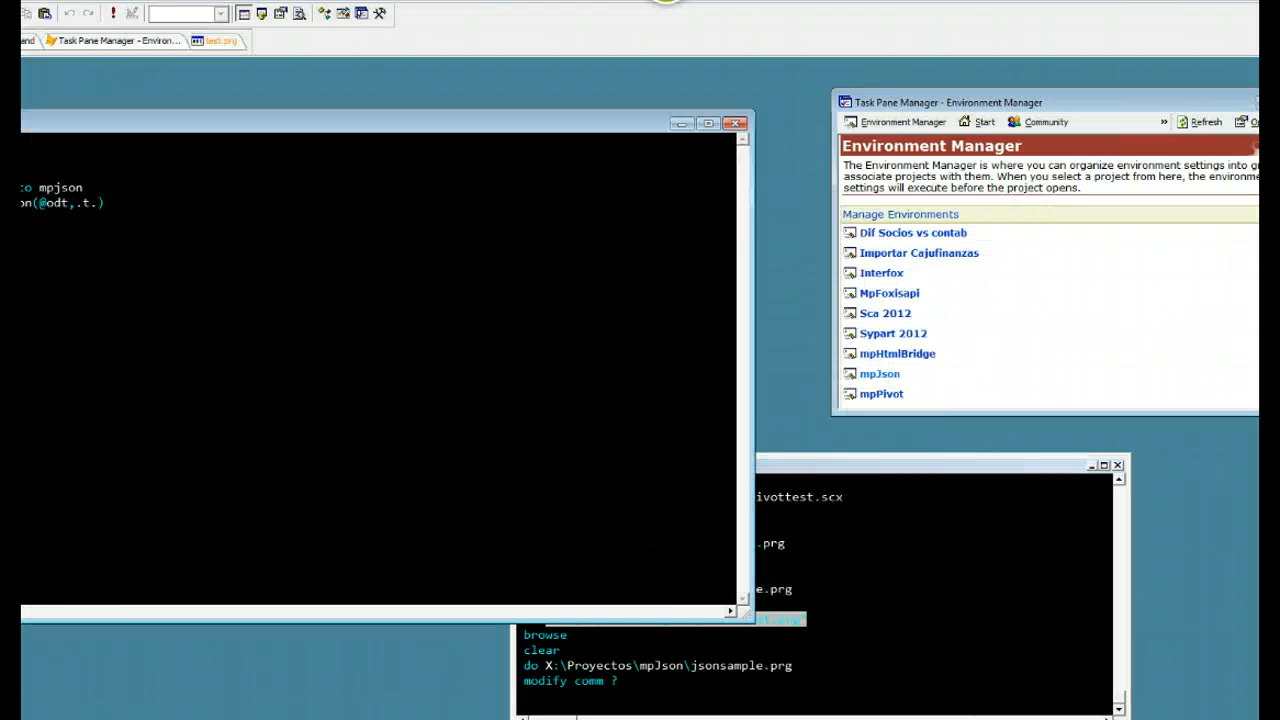 and
Task Pane Manager - Environ...
test.prg
to mpjson
on(@odt,.t.)
Task Pane Manager - Environment Manager
Environment Manager
Start
Community
»
Refresh
Environment Manager
The Environment Manager is where you can organize environment settings into
associate projects with them. When you select a project from here, the
settings will execute before the project opens.
Manage Environments
Dif Socios vs contab
Importar Cajufinanzas
Interfox
MpFoxisapi
Sca 2012
Sypart 2012
mpHtmlBridge
mpJson
mpPivot
ivottest.scx
.prg
e.prg
browse
clear
do X:\Proyectos\mpJson\jsonsample.prg
modify comm ?